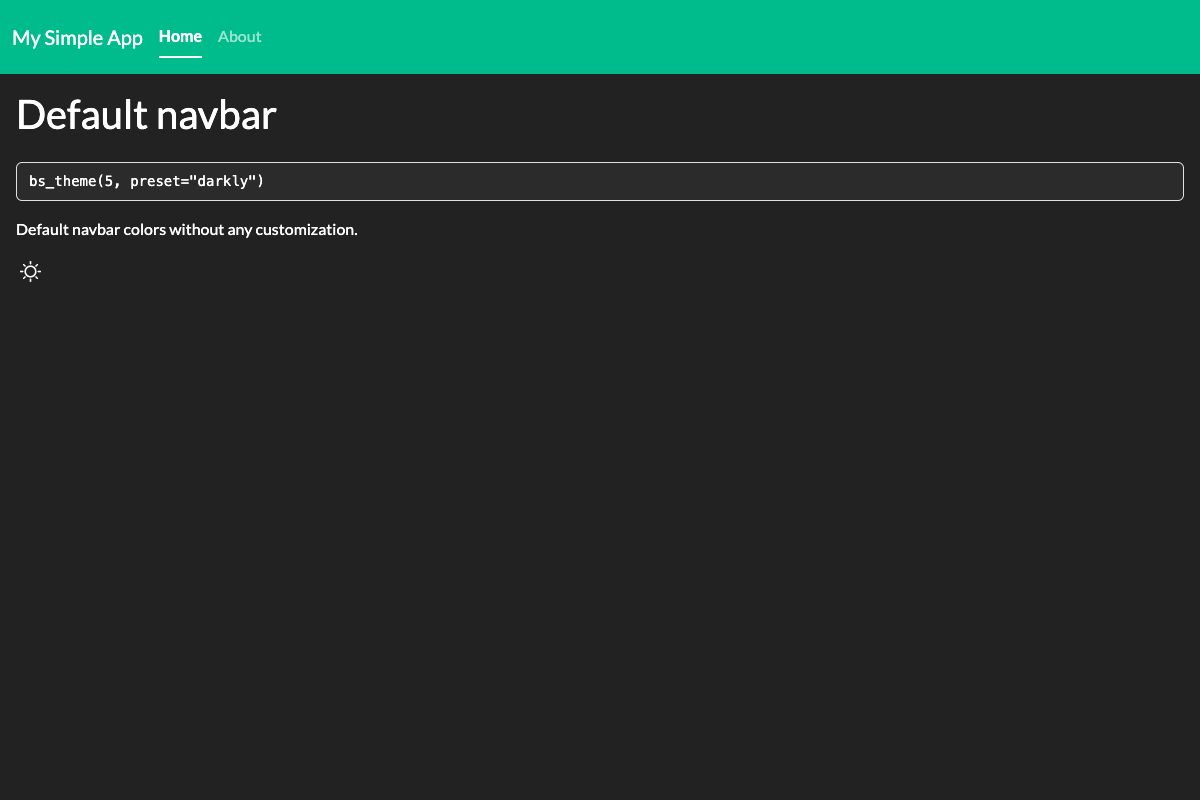 My Simple App Home About
Default navbar
bs_theme(5, preset="darkly")
Default navbar colors without any customization.